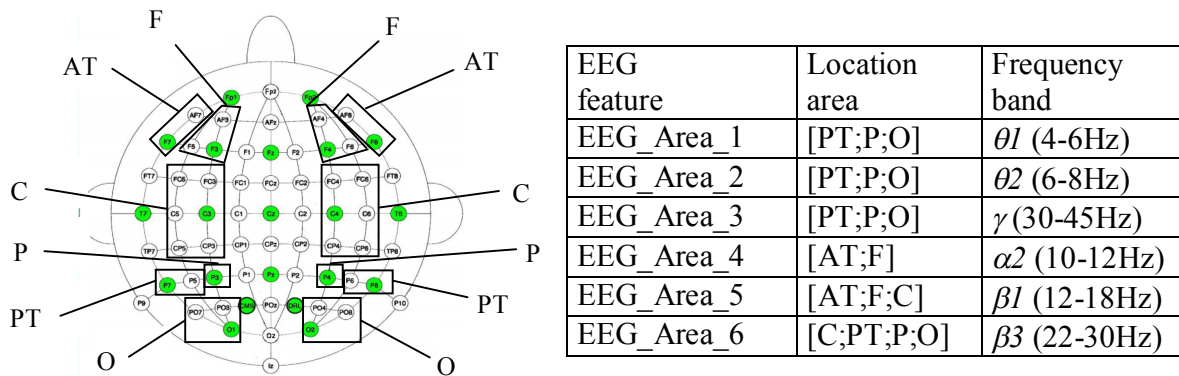 F
F
AT
AT
C
C
P
P
PT
PT
O
O
Fp1
Fpz
AF7
AF3
AFz
AF4
AF8
F7
F5
F3
F1
Fz
F2
F4
F6
F8
FT7
FC5
FC3
FC1
FCz
FC2
FC4
FC6
FT8
T7
C5
C3
C1
Cz
C2
C4
C6
T8
TP7
CP5
CP3
CP1
CPz
CP2
CP4
CP6
TP8
P9
P7
P5
P3
P1
Pz
P2
P4
P6
P8
P10
PO7
PO3
CMS
POz
DRL
PO4
PO8
O1
Oz
O2
Iz
EEG feature | Location area | Frequency band
EEG_Area_1 | [PT;P;O] | θ1 (4-6Hz)
EEG_Area_2 | [PT;P;O] | θ2 (6-8Hz)
EEG_Area_3 | [PT;P;O] | γ (30-45Hz)
EEG_Area_4 | [AT;F] | α2 (10-12Hz)
EEG_Area_5 | [AT;F;C] | β1 (12-18Hz)
EEG_Area_6 | [C;PT;P;O] | β3 (22-30Hz)